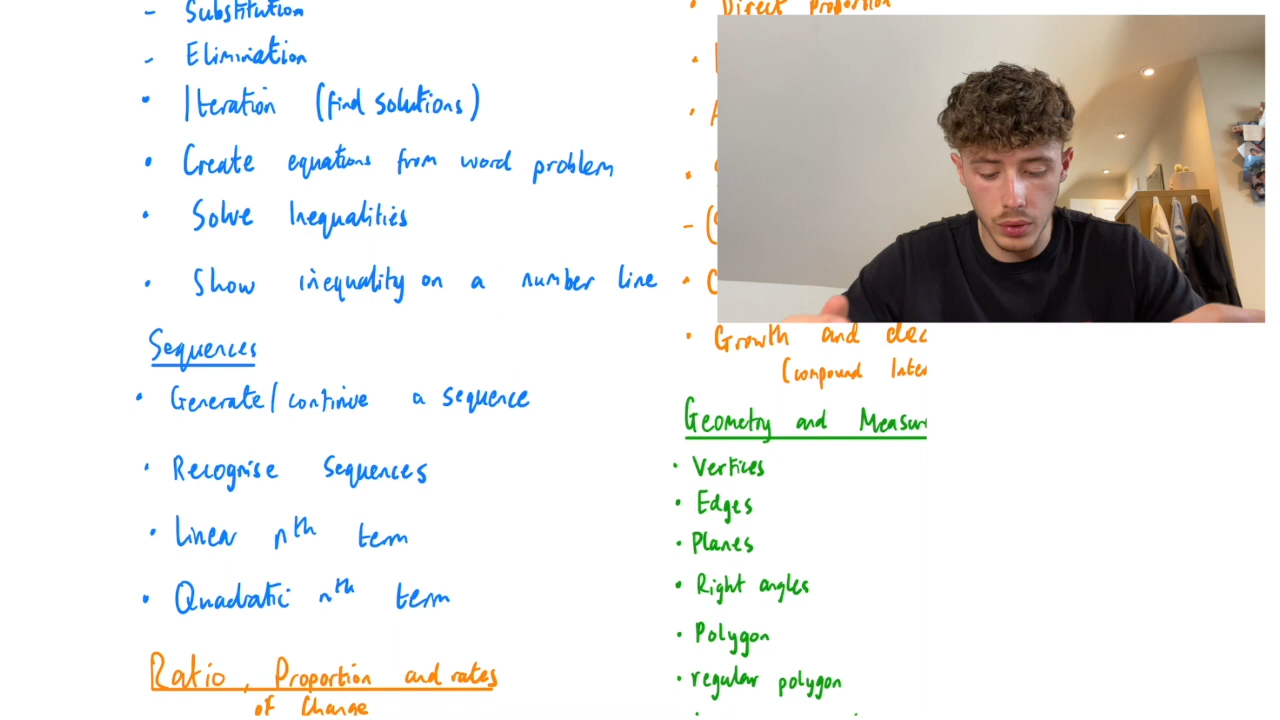 - Substitution
- Elimination
• Iteration (find solutions)
• Create equations from word problem
• Solve Inequalities
• Show inequality on a number line
Sequences
• Generate/continue a sequence
• Recognise Sequences
• Linear nth term
• Quadratic nth term
Ratio, Proportion and rates
of Change
• Direct Proportion
• Growth and dec
(compound Inter
Geometry and Measur
• Vertices
• Edges
• Planes
• Right angles
• Polygon
• regular polygon